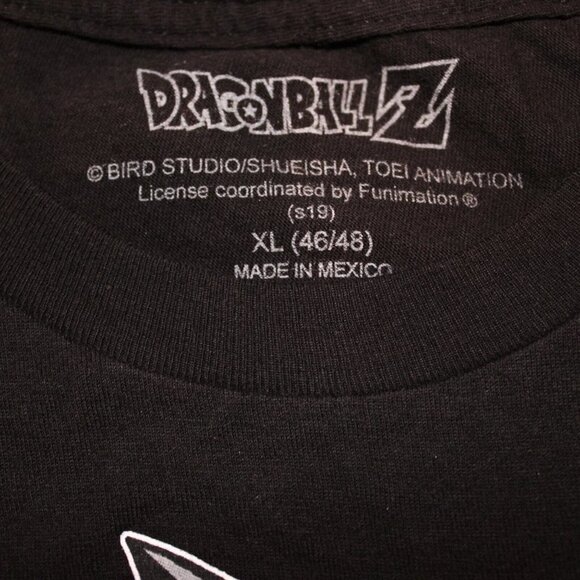 DRAGONBALL Z
© BIRD STUDIO/SHUEISHA, TOEI ANIMATION
License coordinated by Funimation®
(s19)
XL (46/48)
MADE IN MEXICO